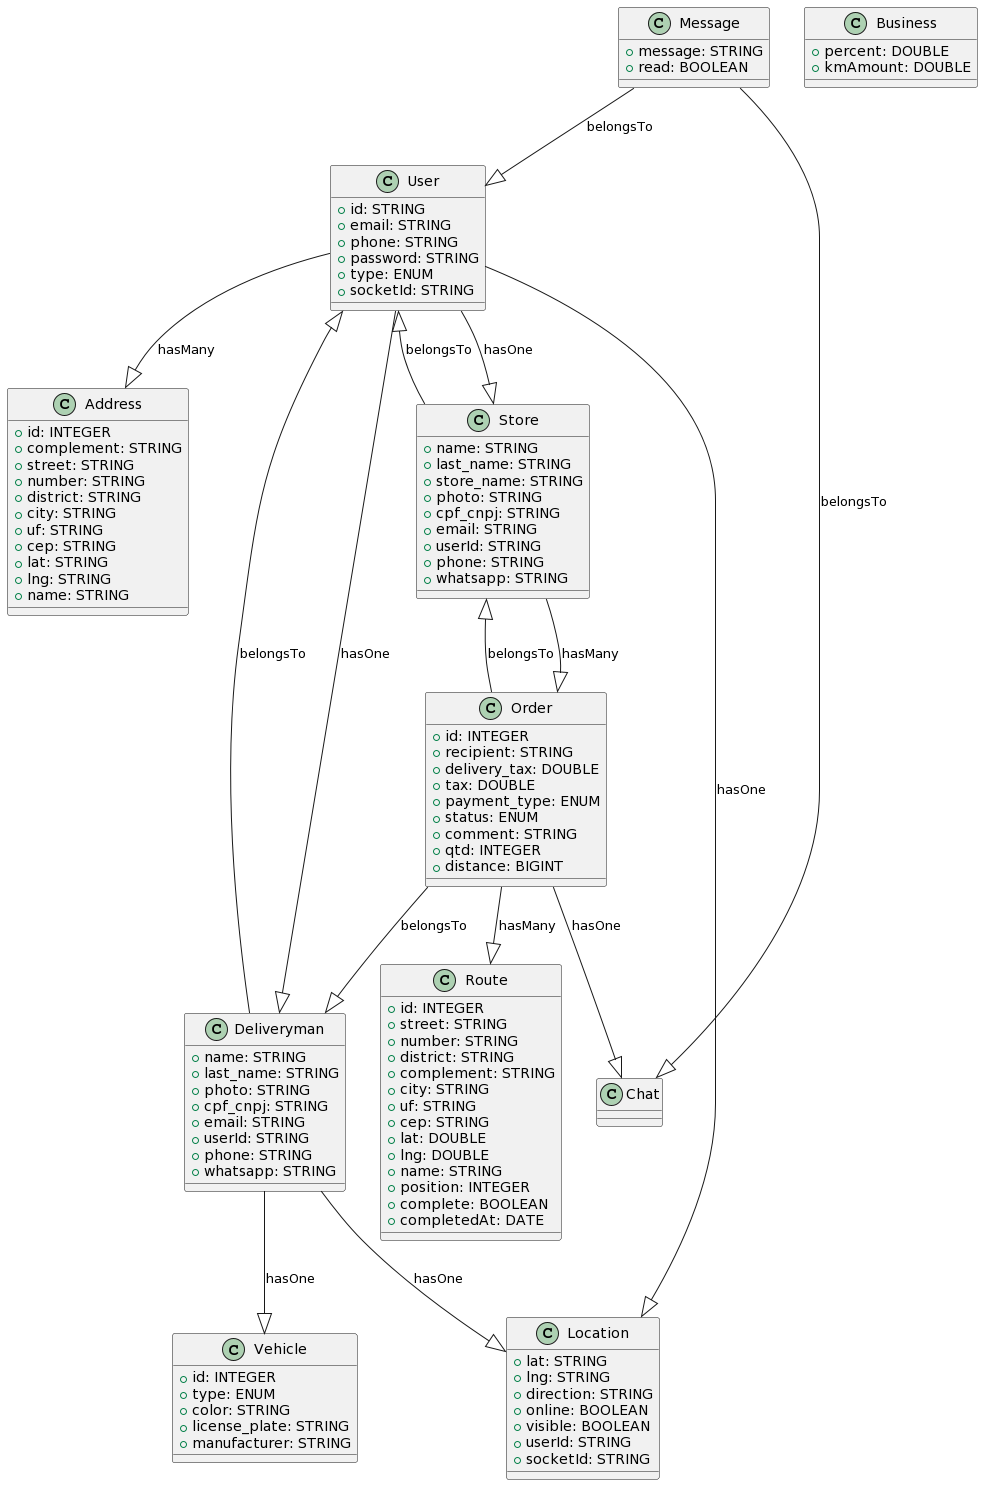 C Message
message: STRING
read: BOOLEAN
C Business
percent: DOUBLE
kmAmount: DOUBLE
belongsTo
C User
id: STRING
email: STRING
phone: STRING
password: STRING
type: ENUM
socketId: STRING
hasMany
belongsTo
hasOne
C Address
id: INTEGER
complement: STRING
street: STRING
number: STRING
district: STRING
city: STRING
uf: STRING
cep: STRING
lat: STRING
lng: STRING
name: STRING
C Store
name: STRING
last_name: STRING
store_name: STRING
photo: STRING
cpf_cnpj: STRING
email: STRING
userId: STRING
phone: STRING
whatsapp: STRING
belongsTo
belongsTo
hasOne
belongsTo
hasMany
C Order
id: INTEGER
recipient: STRING
delivery_tax: DOUBLE
tax: DOUBLE
payment_type: ENUM
status: ENUM
comment: STRING
qtd: INTEGER
distance: BIGINT
hasOne
belongsTo
hasMany
hasOne
C Deliveryman
name: STRING
last_name: STRING
photo: STRING
cpf_cnpj: STRING
email: STRING
userId: STRING
phone: STRING
whatsapp: STRING
C Route
id: INTEGER
street: STRING
number: STRING
district: STRING
complement: STRING
city: STRING
uf: STRING
cep: STRING
lat: DOUBLE
lng: DOUBLE
name: STRING
position: INTEGER
complete: BOOLEAN
completedAt: DATE
C Chat
hasOne
hasOne
C Vehicle
id: INTEGER
type: ENUM
color: STRING
license_plate: STRING
manufacturer: STRING
C Location
lat: STRING
lng: STRING
direction: STRING
online: BOOLEAN
visible: BOOLEAN
userId: STRING
socketId: STRING